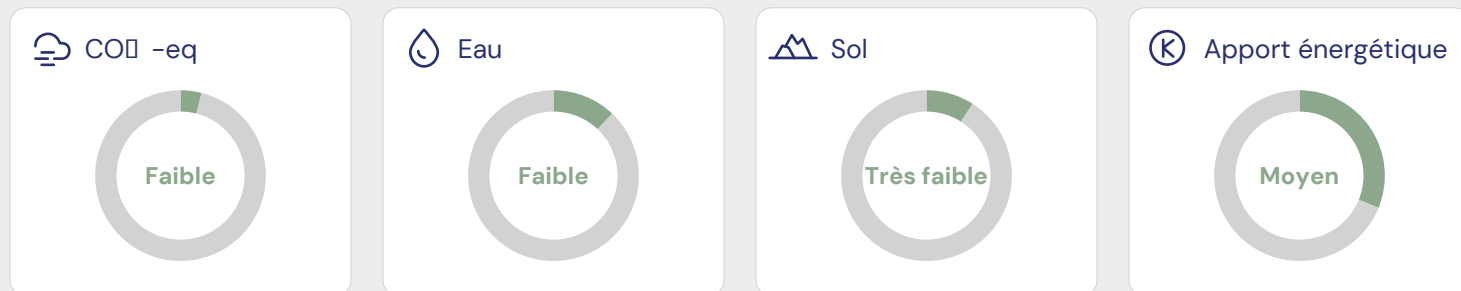 CO▯ -eq
Eau
Sol
Apport énergétique
Faible
Faible
Très faible
Moyen